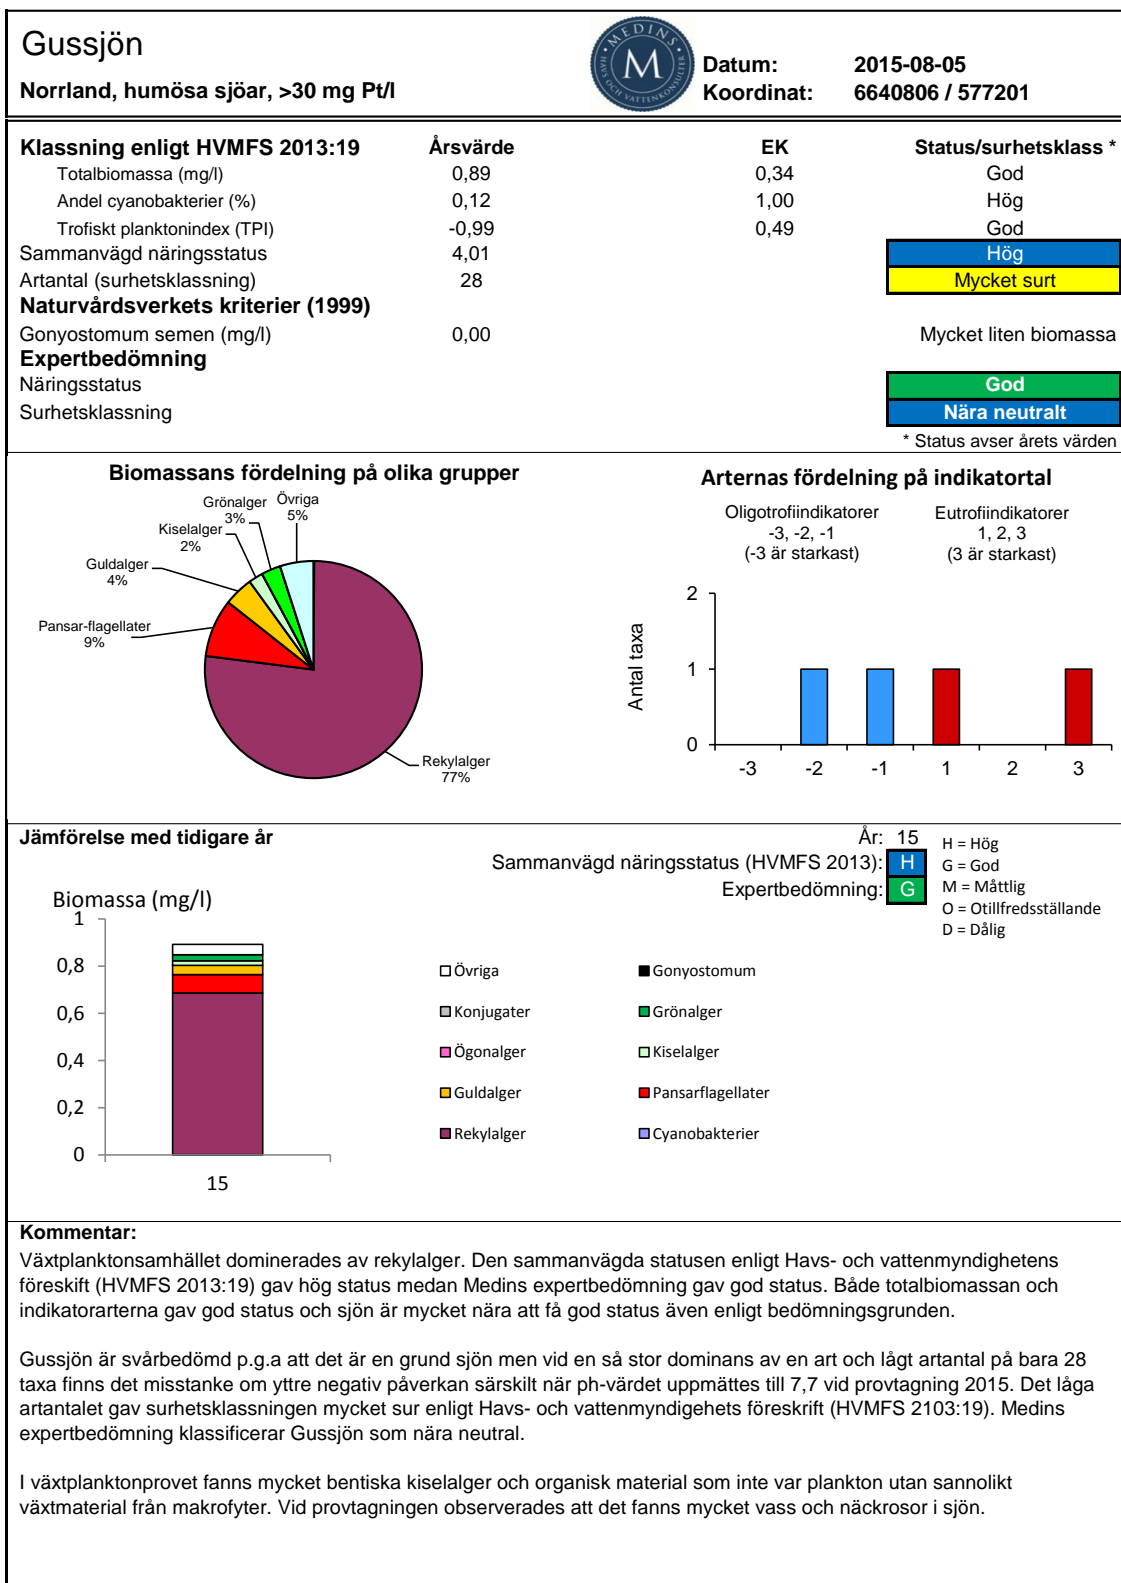 Gussjön
Norrland, humösa sjöar, >30 mg Pt/l
MEDINS
M
HAVS OCH VATTENKONSULTER
Datum: 2015-08-05
Koordinat: 6640806 / 577201
Klassning enligt HVMFS 2013:19 Årsvärde EK Status/surhetsklass *
Totalbiomassa (mg/l) 0,89 0,34 God
Andel cyanobakterier (%) 0,12 1,00 Hög
Trofiskt planktonindex (TPI) -0,99 0,49 God
Sammanvägd näringsstatus 4,01 Hög
Artantal (surhetsklassning) 28 Mycket surt
Naturvårdsverkets kriterier (1999)
Gonyostomum semen (mg/l) 0,00 Mycket liten biomassa
Expertbedömning
Näringsstatus God
Surhetsklassning Nära neutralt
* Status avser årets värden
Biomassans fördelning på olika grupper
Grönalger
3%
Övriga
5%
Kiselalger
2%
Guldalger
4%
Pansar-flagellater
9%
Rekylalger
77%
Arternas fördelning på indikatortal
Oligotrofiindikatorer
-3, -2, -1
(-3 är starkast)
Eutrofiindikatorer
1, 2, 3
(3 är starkast)
Antal taxa
2
1
0
-3 -2 -1 1 2 3
Jämförelse med tidigare år
År: 15
Sammanvägd näringsstatus (HVMFS 2013): H
Expertbedömning: G
H = Hög
G = God
M = Måttlig
O = Otillfredsställande
D = Dålig
Biomassa (mg/l)
1
0,8
0,6
0,4
0,2
0
15
Övriga Gonyostomum
Konjugater Grönalger
Ögonalger Kiselalger
Guldalger Pansarflagellater
Rekylalger Cyanobakterier
Kommentar:
Växtplanktonsamhället dominerades av rekylalger. Den sammanvägda statusen enligt Havs- och vattenmyndighetens
föreskift (HVMFS 2013:19) gav hög status medan Medins expertbedömning gav god status. Både totalbiomassan och
indikatorarterna gav god status och sjön är mycket nära att få god status även enligt bedömningsgrunden.
Gussjön är svårbedömd p.g.a att det är en grund sjön men vid en så stor dominans av en art och lågt artantal på bara 28
taxa finns det misstanke om yttre negativ påverkan särskilt när ph-värdet uppmättes till 7,7 vid provtagning 2015. Det låga
artantalet gav surhetsklassningen mycket sur enligt Havs- och vattenmyndigehets föreskift (HVMFS 2103:19). Medins
expertbedömning klassificerar Gussjön som nära neutral.
I växtplanktonprovet fanns mycket bentiska kiselalger och organisk material som inte var plankton utan sannolikt
växtmaterial från makrofyter. Vid provtagningen observerades att det fanns mycket vass och näckrosor i sjön.